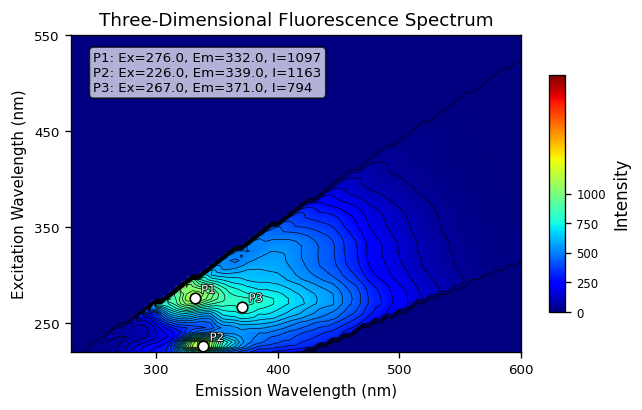 Three-Dimensional Fluorescence Spectrum
P1: Ex=276.0, Em=332.0, I=1097
P2: Ex=226.0, Em=339.0, I=1163
P3: Ex=267.0, Em=371.0, I=794
550
450
350
250
Excitation Wavelength (nm)
P1
P3
P2
300
400
500
600
Emission Wavelength (nm)
1000
750
500
250
0
Intensity